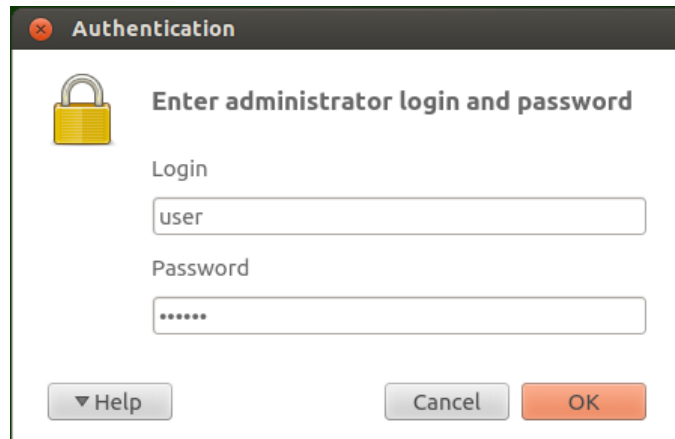 Authentication
Enter administrator login and password
Login
user
Password
••••••
Help
Cancel
OK